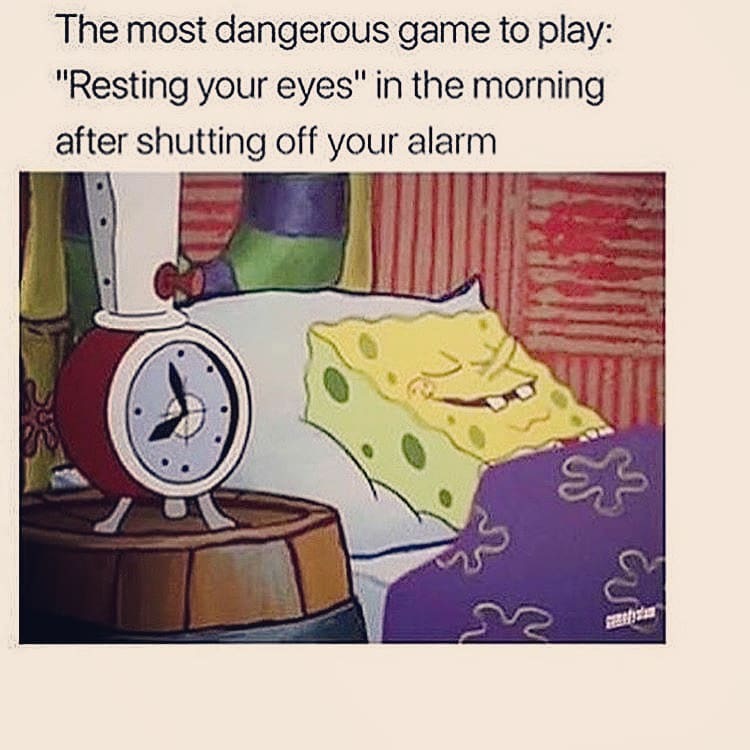 The most dangerous game to play:
"Resting your eyes" in the morning
after shutting off your alarm